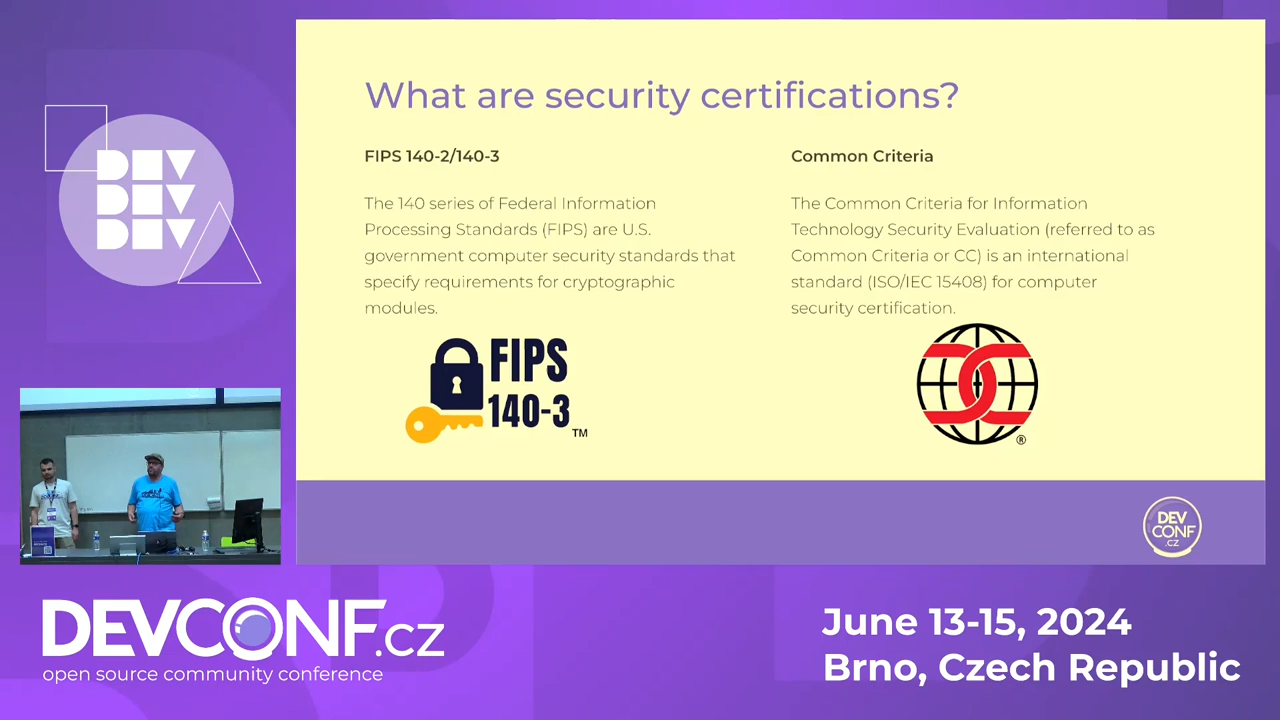 What are security certifications?
FIPS 140-2/140-3
The 140 series of Federal Information
Processing Standards (FIPS) are U.S.
government computer security standards that
specify requirements for cryptographic
modules.
FIPS
140-3
TM
Common Criteria
The Common Criteria for Information
Technology Security Evaluation (referred to as
Common Criteria or CC) is an international
standard (ISO/IEC 15408) for computer
security certification.
®
DEV
CONF
.CZ
DEV
DEV
DEV
DEVCONF.cz
open source community conference
June 13-15, 2024
Brno, Czech Republic